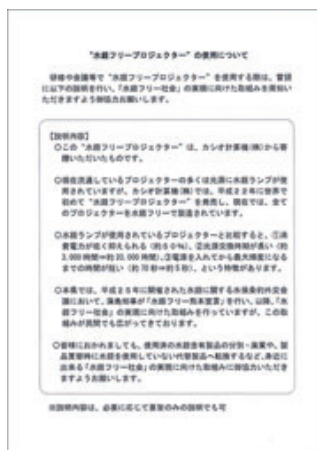 "水銀フリープロジェクター"の使用について
研修や会議等で"水銀フリープロジェクター"を使用する際は、冒頭
に以下の説明を行い、「水銀フリー社会」の実現に向けた取組みを周知い
ただきますよう御協力お願いします。
【説明内容】
○この"水銀フリープロジェクター"は、カシオ計算機(株)から寄
贈いただいたものです。
○現在流通しているプロジェクターの多くは光源に水銀ランプが使
用されていますが、カシオ計算機(株)では、平成22年に世界で
初めて"水銀フリープロジェクター"を発売し、現在では、全て
のプロジェクターを水銀フリーで製造されています。
○水銀ランプが使用されているプロジェクターと比較すると、①消
費電力が低く抑えられる(約50%)、②光源交換時期が長い(約
3,000時間⇒約20,000時間)、③電源を入れてから最大輝度になる
までの時間が短い(約70秒⇒約5秒)、という特徴があります。
○本県では、平成25年に開催された水銀に関する水俣条約外交会
議において、蒲島知事が「水銀フリー熊本宣言」を行い、以降、「水
銀フリー社会」の実現に向けた取組みを行っていますが、この取
組みが民間でも広がってきております。
○皆様におかれましても、使用済の水銀含有製品の分別・廃棄や、製
品更新時に水銀を使用していない代替製品へ転換するなど、身近に
出来る「水銀フリー社会」の実現に向けた取組みに御協力いただき
ますようお願いします。
※説明内容は、必要に応じて要旨のみの説明でも可